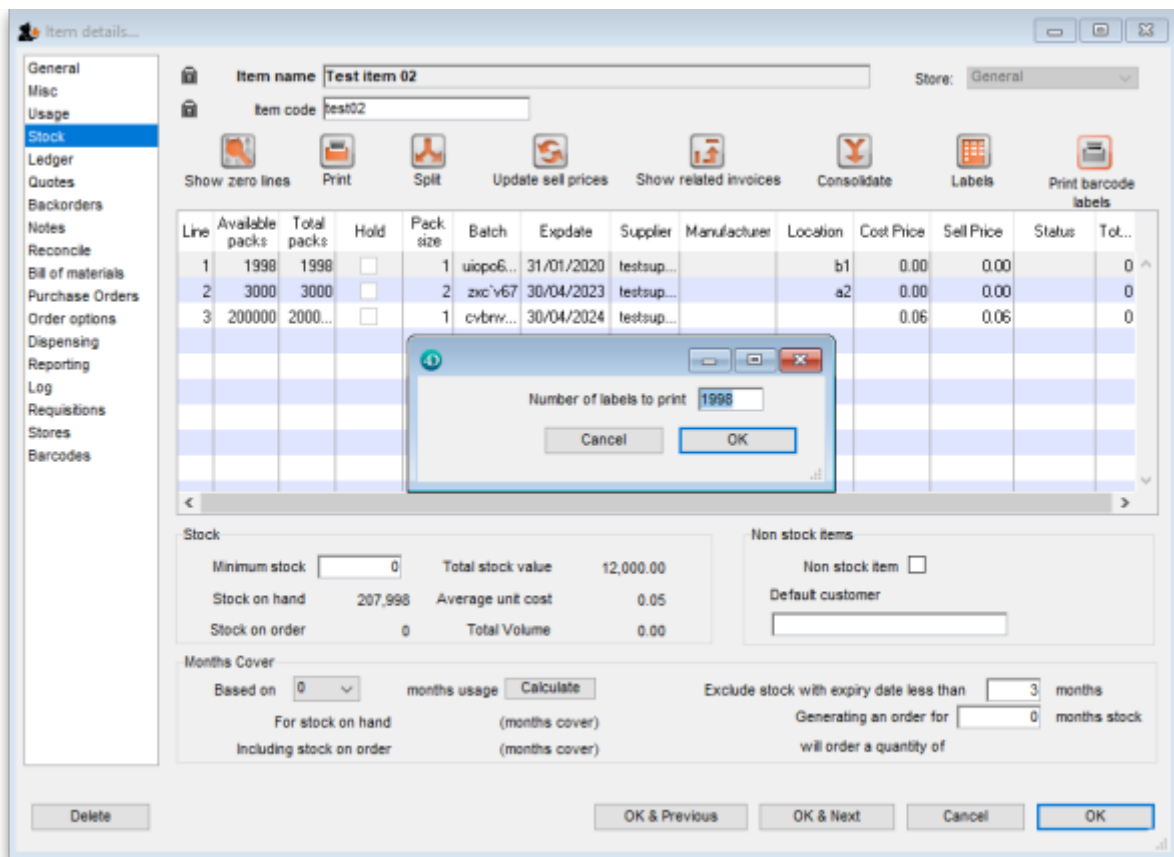 Item details...
General
Misc
Usage
Stock
Ledger
Quotes
Backorders
Notes
Reconcile
Bill of materials
Purchase Orders
Order options
Dispensing
Reporting
Log
Requisitions
Stores
Barcodes
Item name Test item 02 Store: General
Item code test02
Show zero lines Print Split Update sell prices Show related invoices Consolidate Labels Print barcode labels
Line Available packs Total packs Hold Pack size Batch Expdate Supplier Manufacturer Location Cost Price Sell Price Status Tot...
1 1998 1998 1 uiopo6... 31/01/2020 testsup... b1 0.00 0.00 0
2 3000 3000 2 zxc`v67 30/04/2023 testsup... a2 0.00 0.00 0
3 200000 2000... 1 cvbnv... 30/04/2024 testsup... 0.06 0.06 0
Number of labels to print 1998
Cancel OK
Stock
Minimum stock 0 Total stock value 12,000.00
Stock on hand 207,998 Average unit cost 0.05
Stock on order 0 Total Volume 0.00
Non stock items
Non stock item
Default customer
Months Cover
Based on 0 months usage Calculate Exclude stock with expiry date less than 3 months
For stock on hand (months cover) Generating an order for 0 months stock
Including stock on order (months cover) will order a quantity of
Delete OK & Previous OK & Next Cancel OK